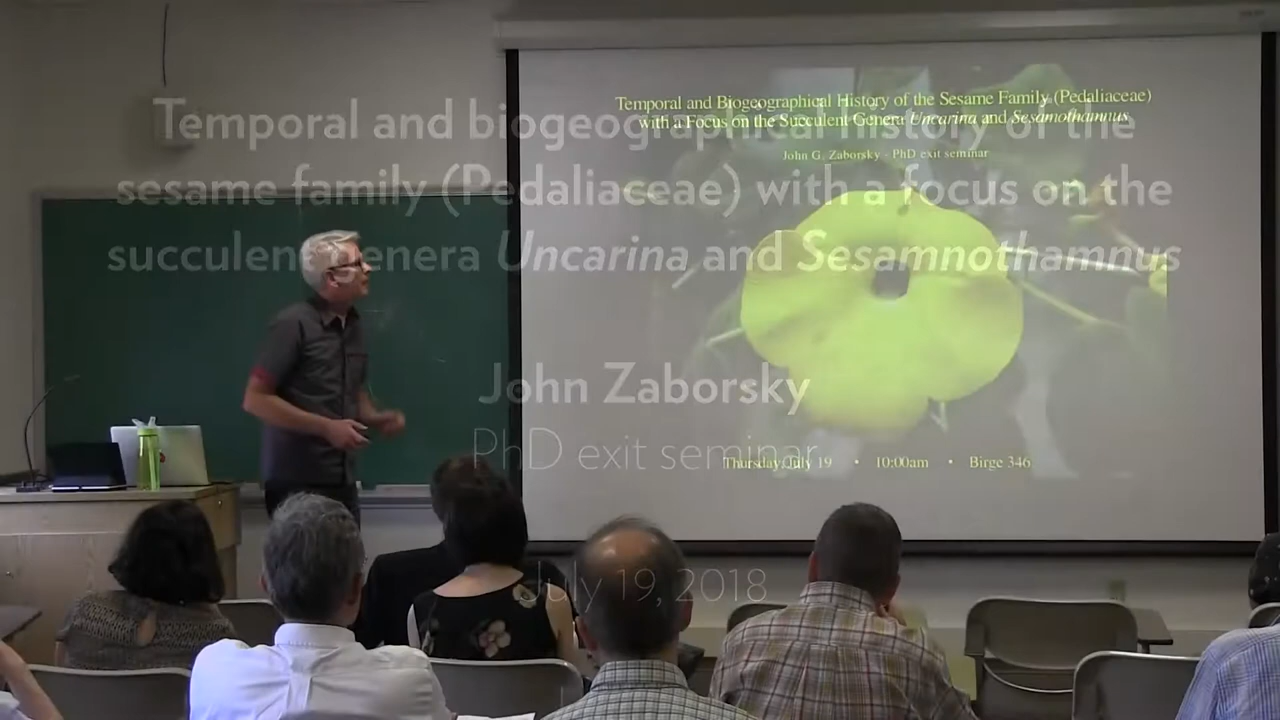 Temporal and Biogeographical History of the Sesame Family (Pedaliaceae)
with a Focus on the Succulent Genera Uncarina and Sesamothamnus
John G. Zaborsky - PhD exit seminar
Thursday, July 19 • 10:00am • Birge 346
Temporal and biogeographical history of the
sesame family (Pedaliaceae) with a focus on the
succulent genera Uncarina and Sesamnothamnus
John Zaborsky
PhD exit seminar
July 19, 2018